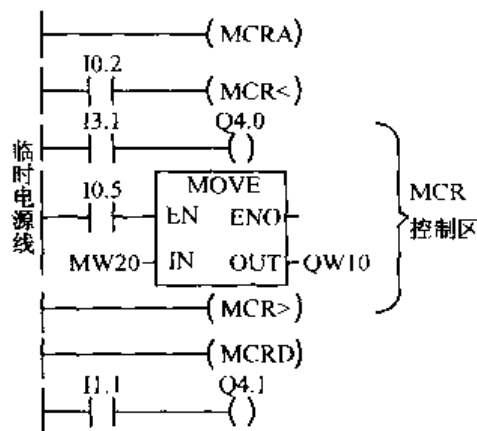 (MCRA)
I0.2
(MCR<)
I3.1 Q4.0
临时电源线
I0.5
MOVE
EN ENO
MW20 IN OUT QW10
MCR
控制区
(MCR>)
(MCRD)
I1.1 Q4.1